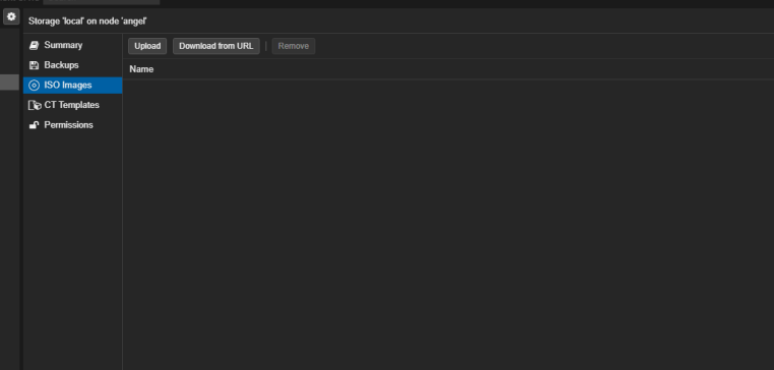 Storage 'local' on node 'angel'
Summary
Upload
Download from URL
Remove
Backups
Name
ISO Images
CT Templates
Permissions